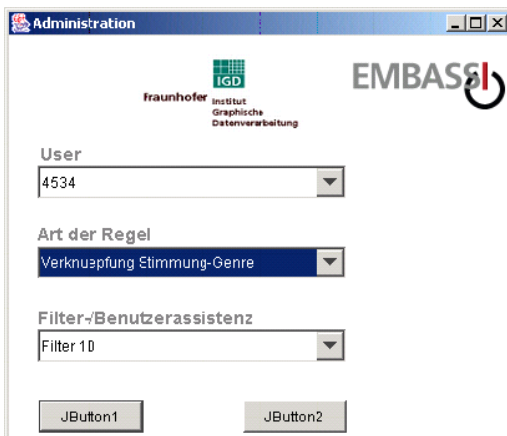 Administration
IGD
EMBASSI
Fraunhofer Institut
Graphische
Datenverarbeitung
User
4534
Art der Regel
Verknuepfung Stimmung-Genre
Filter-/Benutzerassistenz
Filter 10
JButton1
JButton2